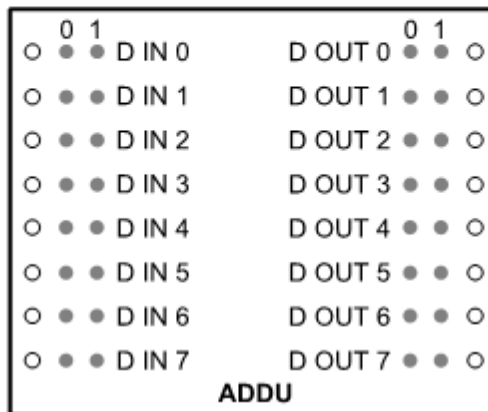 0 1 0 1
D IN 0 D OUT 0
D IN 1 D OUT 1
D IN 2 D OUT 2
D IN 3 D OUT 3
D IN 4 D OUT 4
D IN 5 D OUT 5
D IN 6 D OUT 6
D IN 7 D OUT 7
ADDU